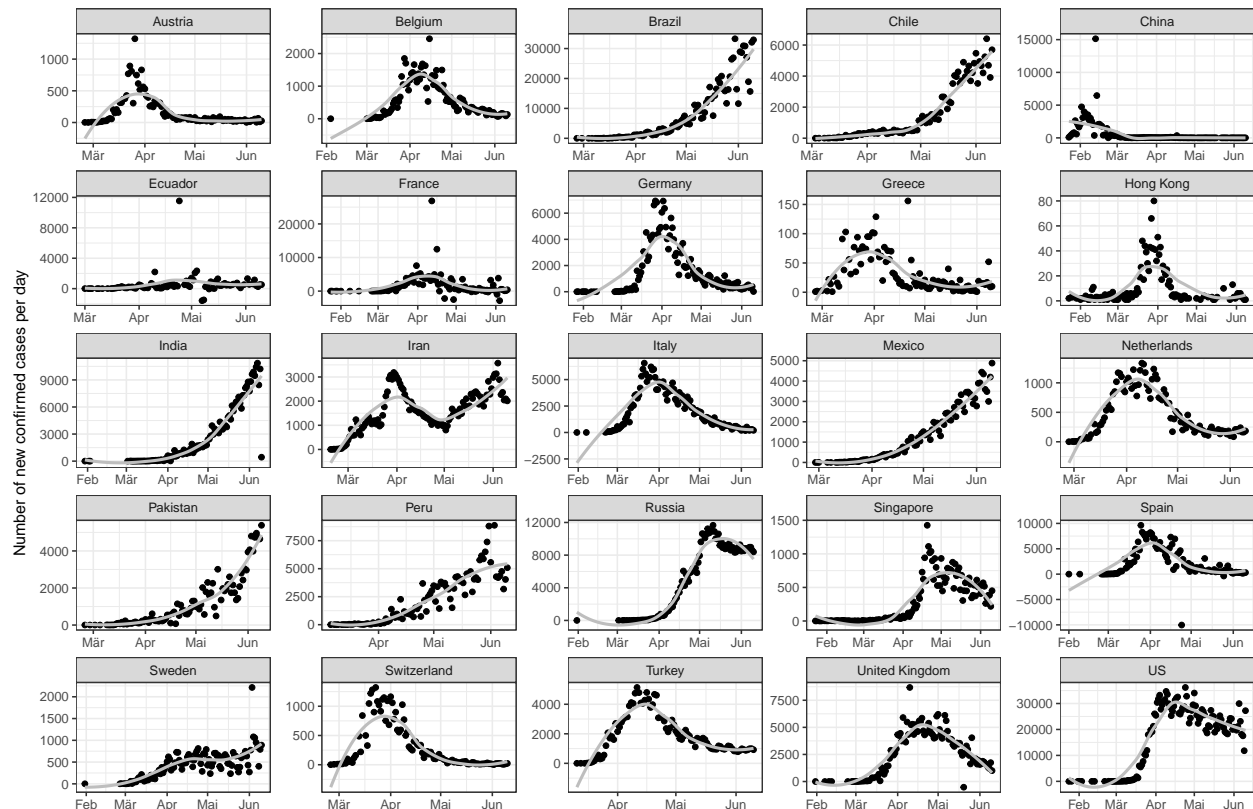 Number of new confirmed cases per day
Austria Belgium Brazil Chile China
1000 500 0
2000 1000 0
30000 20000 10000 0
6000 4000 2000 0
15000 10000 5000 0
Mär Apr Mai Jun
Feb Mär Apr Mai Jun
Mär Apr Mai Jun
Mär Apr Mai Jun
Feb Mär Apr Mai Jun
Ecuador France Germany Greece Hong Kong
12000 8000 4000 0
20000 10000 0
6000 4000 2000 0
150 100 50 0
80 60 40 20 0
Mär Apr Mai Jun
Feb Mär Apr Mai Jun
Feb Mär Apr Mai Jun
Mär Apr Mai Jun
Feb Mär Apr Mai Jun
India Iran Italy Mexico Netherlands
9000 6000 3000 0
3000 2000 1000 0
5000 2500 0 −2500
5000 4000 3000 2000 1000 0
1000 500 0
Feb Mär Apr Mai Jun
Mär Apr Mai Jun
Feb Mär Apr Mai Jun
Mär Apr Mai Jun
Mär Apr Mai Jun
Pakistan Peru Russia Singapore Spain
4000 2000 0
7500 5000 2500 0
12000 8000 4000 0
1500 1000 500 0
10000 5000 0 −5000 −10000
Mär Apr Mai Jun
Apr Mai Jun
Feb Mär Apr Mai Jun
Feb Mär Apr Mai Jun
Feb Mär Apr Mai Jun
Sweden Switzerland Turkey United Kingdom US
2000 1500 1000 500 0
1000 500 0
4000 2000 0
7500 5000 2500 0
30000 20000 10000 0
Feb Mär Apr Mai Jun
Mär Apr Mai Jun
Apr Mai Jun
Feb Mär Apr Mai Jun
Feb Mär Apr Mai Jun